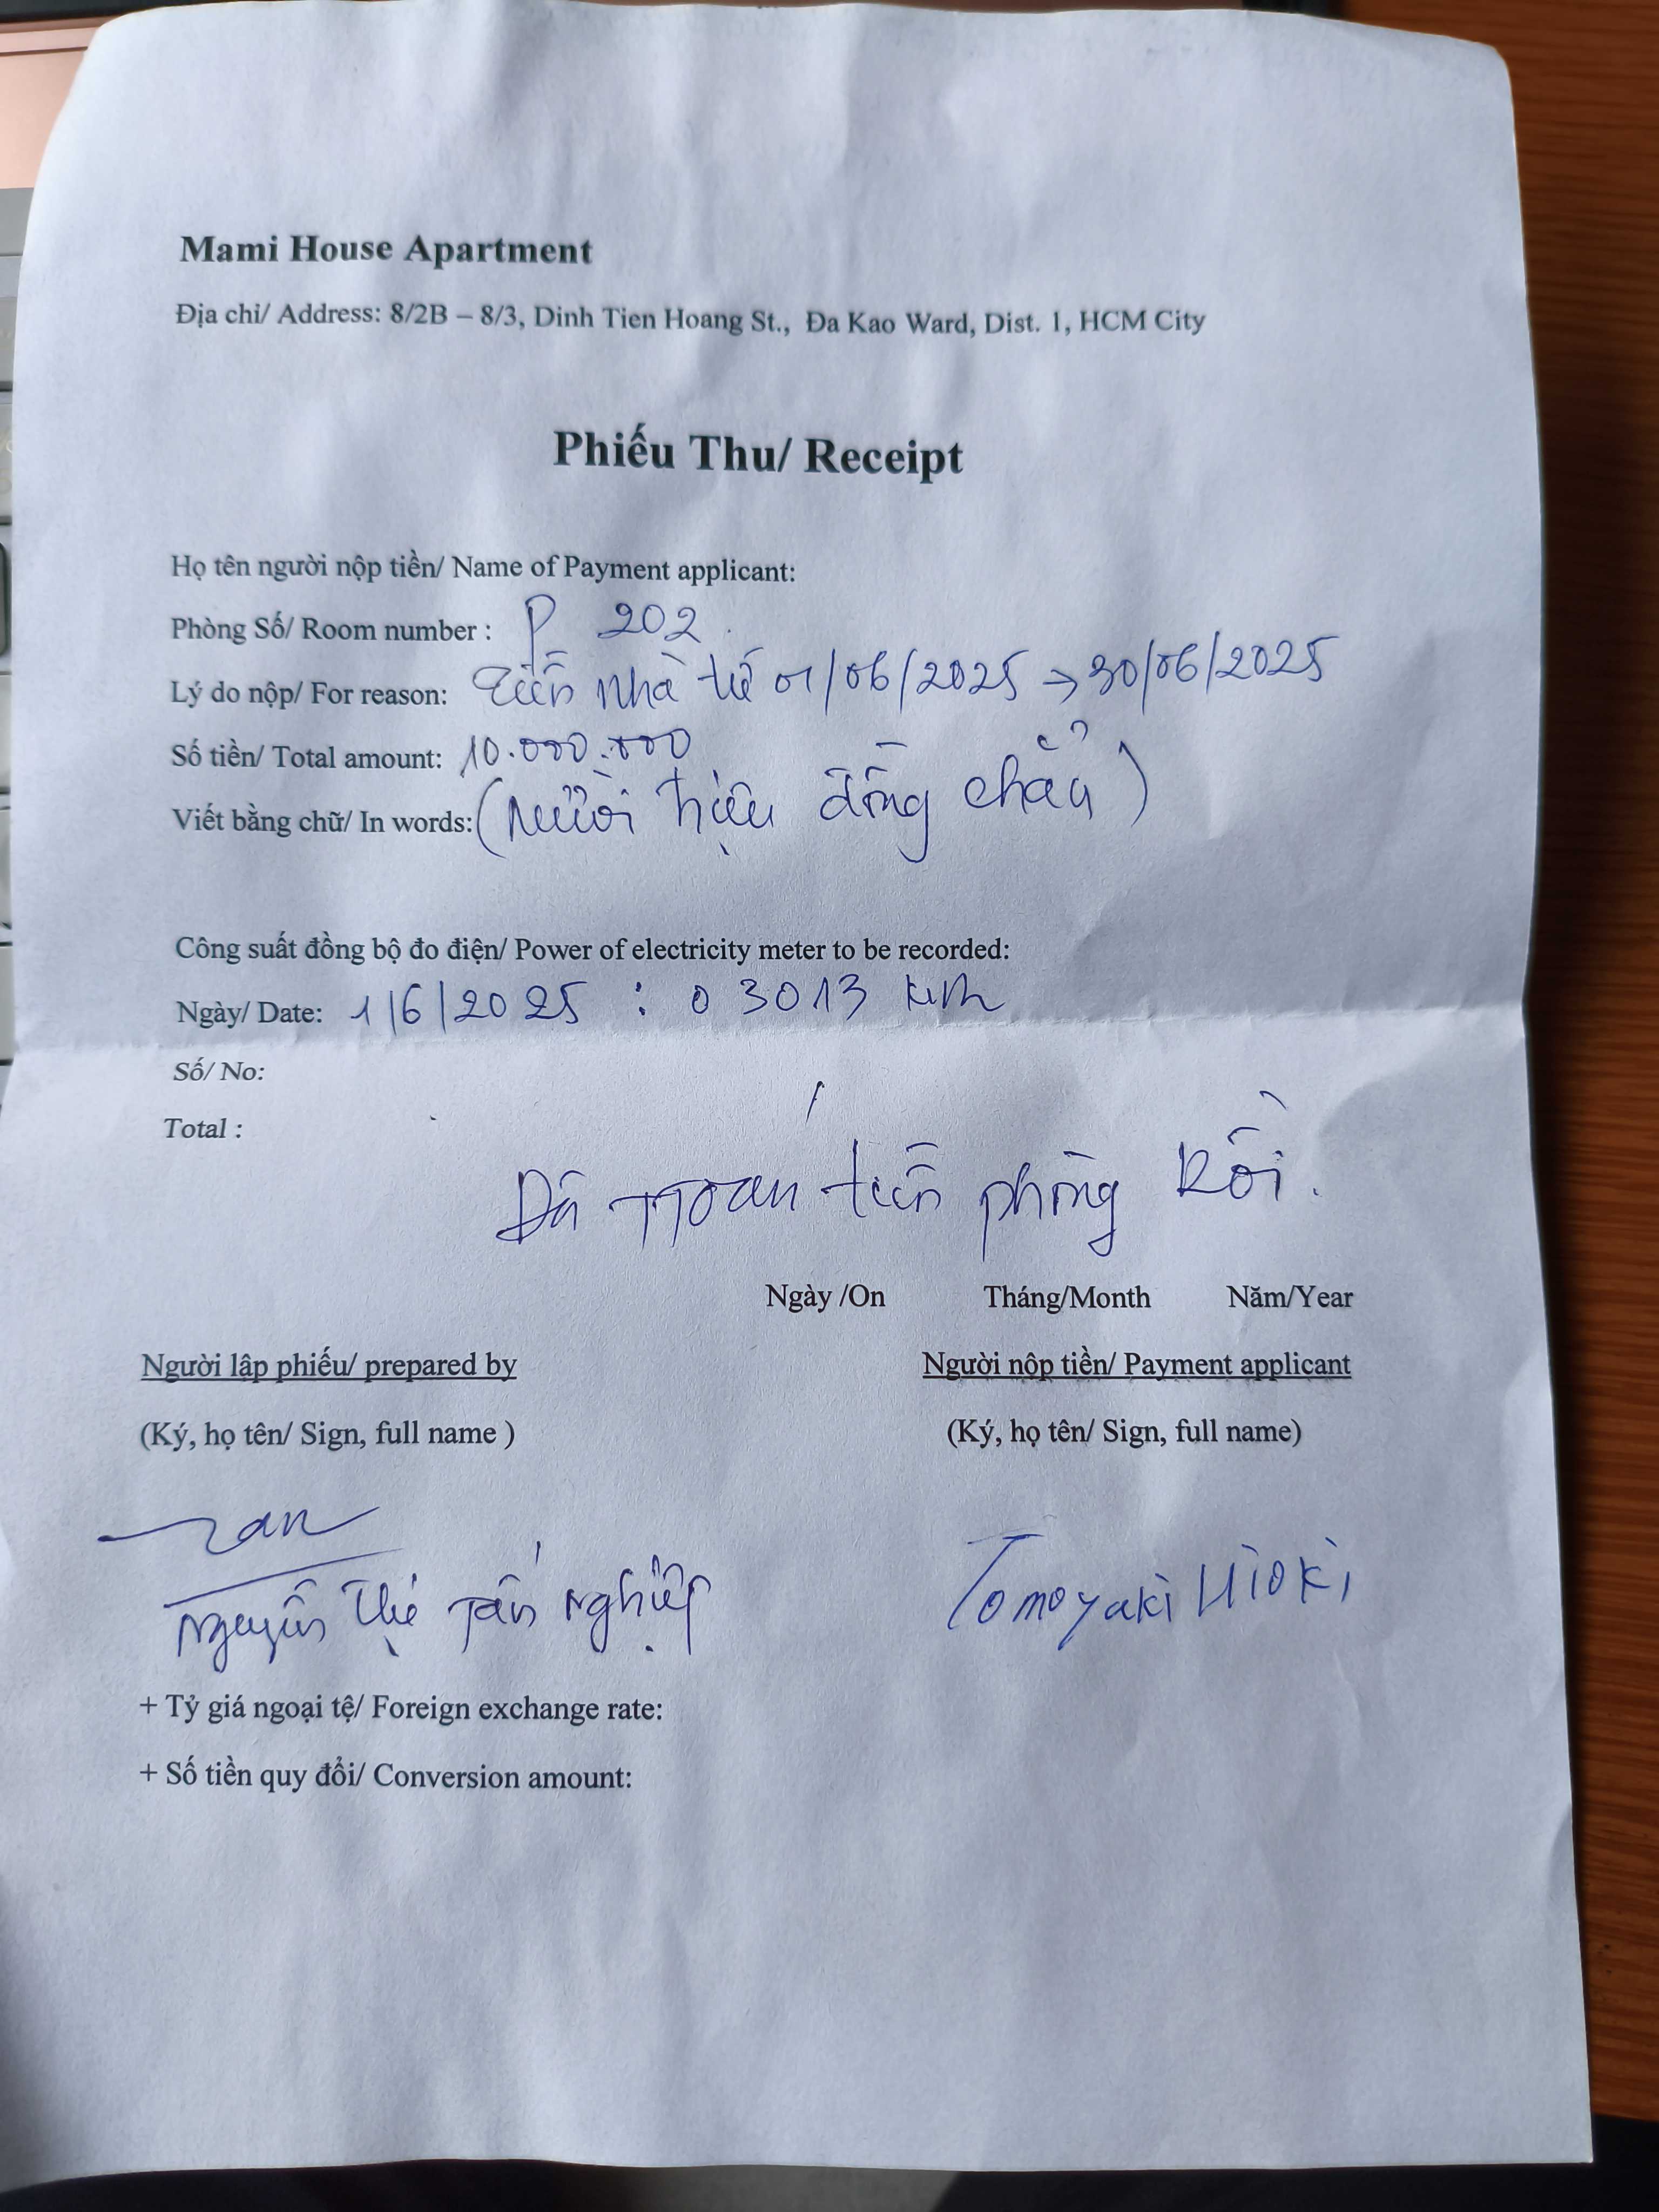 Mami House Apartment
Địa chỉ/ Address: 8/2B – 8/3, Dinh Tien Hoang St., Đa Kao Ward, Dist. 1, HCM City
Phiếu Thu/ Receipt
Họ tên người nộp tiền/ Name of Payment applicant:
Phòng Số/ Room number : P 202
Lý do nộp/ For reason: Tiền nhà từ 01/06/2025 → 30/06/2025
Số tiền/ Total amount: 10.000.000
Viết bằng chữ/ In words: (Mười triệu đồng chẵn)
Công suất đồng bộ đo điện/ Power of electricity meter to be recorded:
Ngày/ Date: 1/6/2025 : 03013 kWh
Số/ No:
Total :
Đã TToán tiền phòng Rồi.
Ngày /On Tháng/Month Năm/Year
Người lập phiếu/ prepared by Người nộp tiền/ Payment applicant
(Ký, họ tên/ Sign, full name ) (Ký, họ tên/ Sign, full name)
Nguyễn Thị Tấn Nghiệp Tomoyaki Hioki
+ Tỷ giá ngoại tệ/ Foreign exchange rate:
+ Số tiền quy đổi/ Conversion amount: